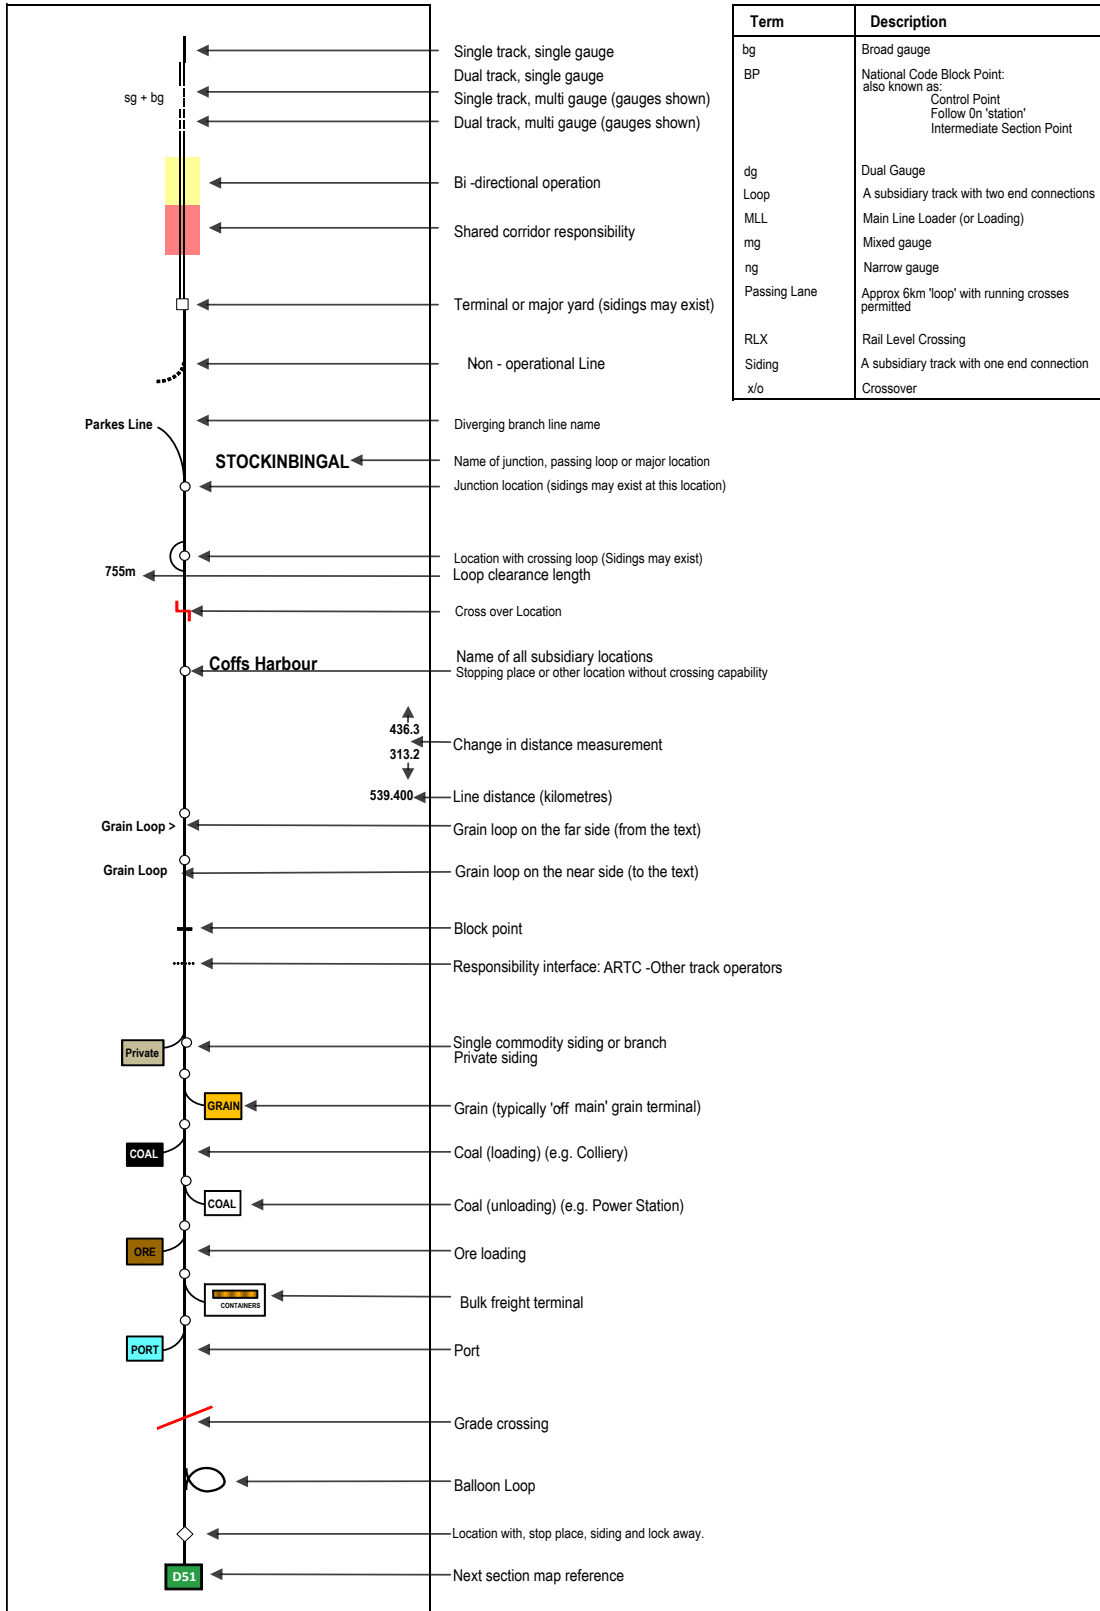 Single track, single gauge
Dual track, single gauge
sg + bg
Single track, multi gauge (gauges shown)
Dual track, multi gauge (gauges shown)
Bi -directional operation
Shared corridor responsibility
Terminal or major yard (sidings may exist)
Non - operational Line
Parkes Line
Diverging branch line name
STOCKINBINGAL
Name of junction, passing loop or major location
Junction location (sidings may exist at this location)
Location with crossing loop (Sidings may exist)
755m
Loop clearance length
Cross over Location
Coffs Harbour
Name of all subsidiary locations
Stopping place or other location without crossing capability
436.3
Change in distance measurement
313.2
539.400
Line distance (kilometres)
Grain Loop >
Grain loop on the far side (from the text)
Grain Loop
Grain loop on the near side (to the text)
Block point
Responsibility interface: ARTC -Other track operators
Private
Single commodity siding or branch
Private siding
GRAIN
Grain (typically 'off main' grain terminal)
COAL
Coal (loading) (e.g. Colliery)
COAL
Coal (unloading) (e.g. Power Station)
ORE
Ore loading
CONTAINERS
Bulk freight terminal
PORT
Port
Grade crossing
Balloon Loop
Location with, stop place, siding and lock away.
D51
Next section map reference
Term Description
bg Broad gauge
BP National Code Block Point:
also known as:
Control Point
Follow 0n 'station'
Intermediate Section Point
dg Dual Gauge
Loop A subsidiary track with two end connections
MLL Main Line Loader (or Loading)
mg Mixed gauge
ng Narrow gauge
Passing Lane Approx 6km 'loop' with running crosses
permitted
RLX Rail Level Crossing
Siding A subsidiary track with one end connection
x/o Crossover